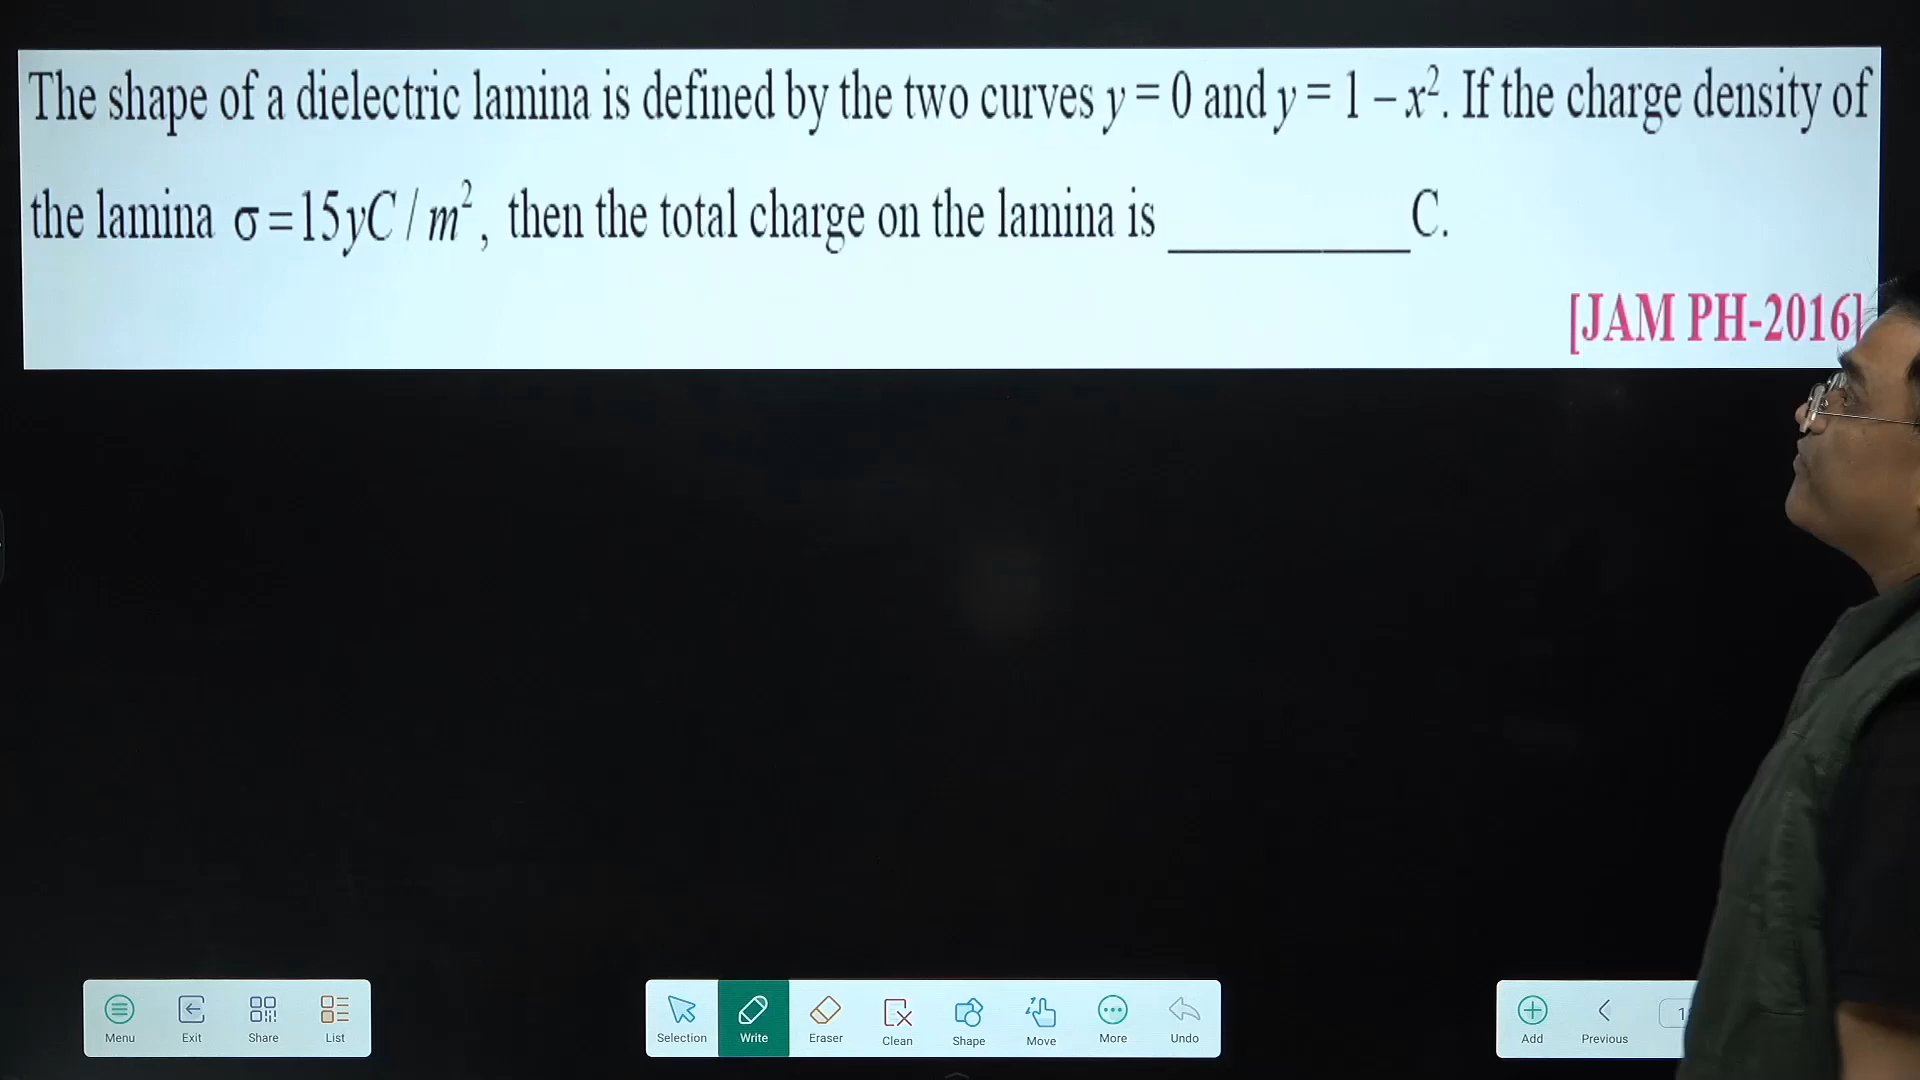 The shape of a dielectric lamina is defined by the two curves y = 0 and y = 1 – x². If the charge density of
the lamina σ = 15yC / m², then the total charge on the lamina is __________ C.
[JAM PH-2016]
Menu Exit Share List
Selection Write Eraser Clean Shape Move More Undo
Add Previous